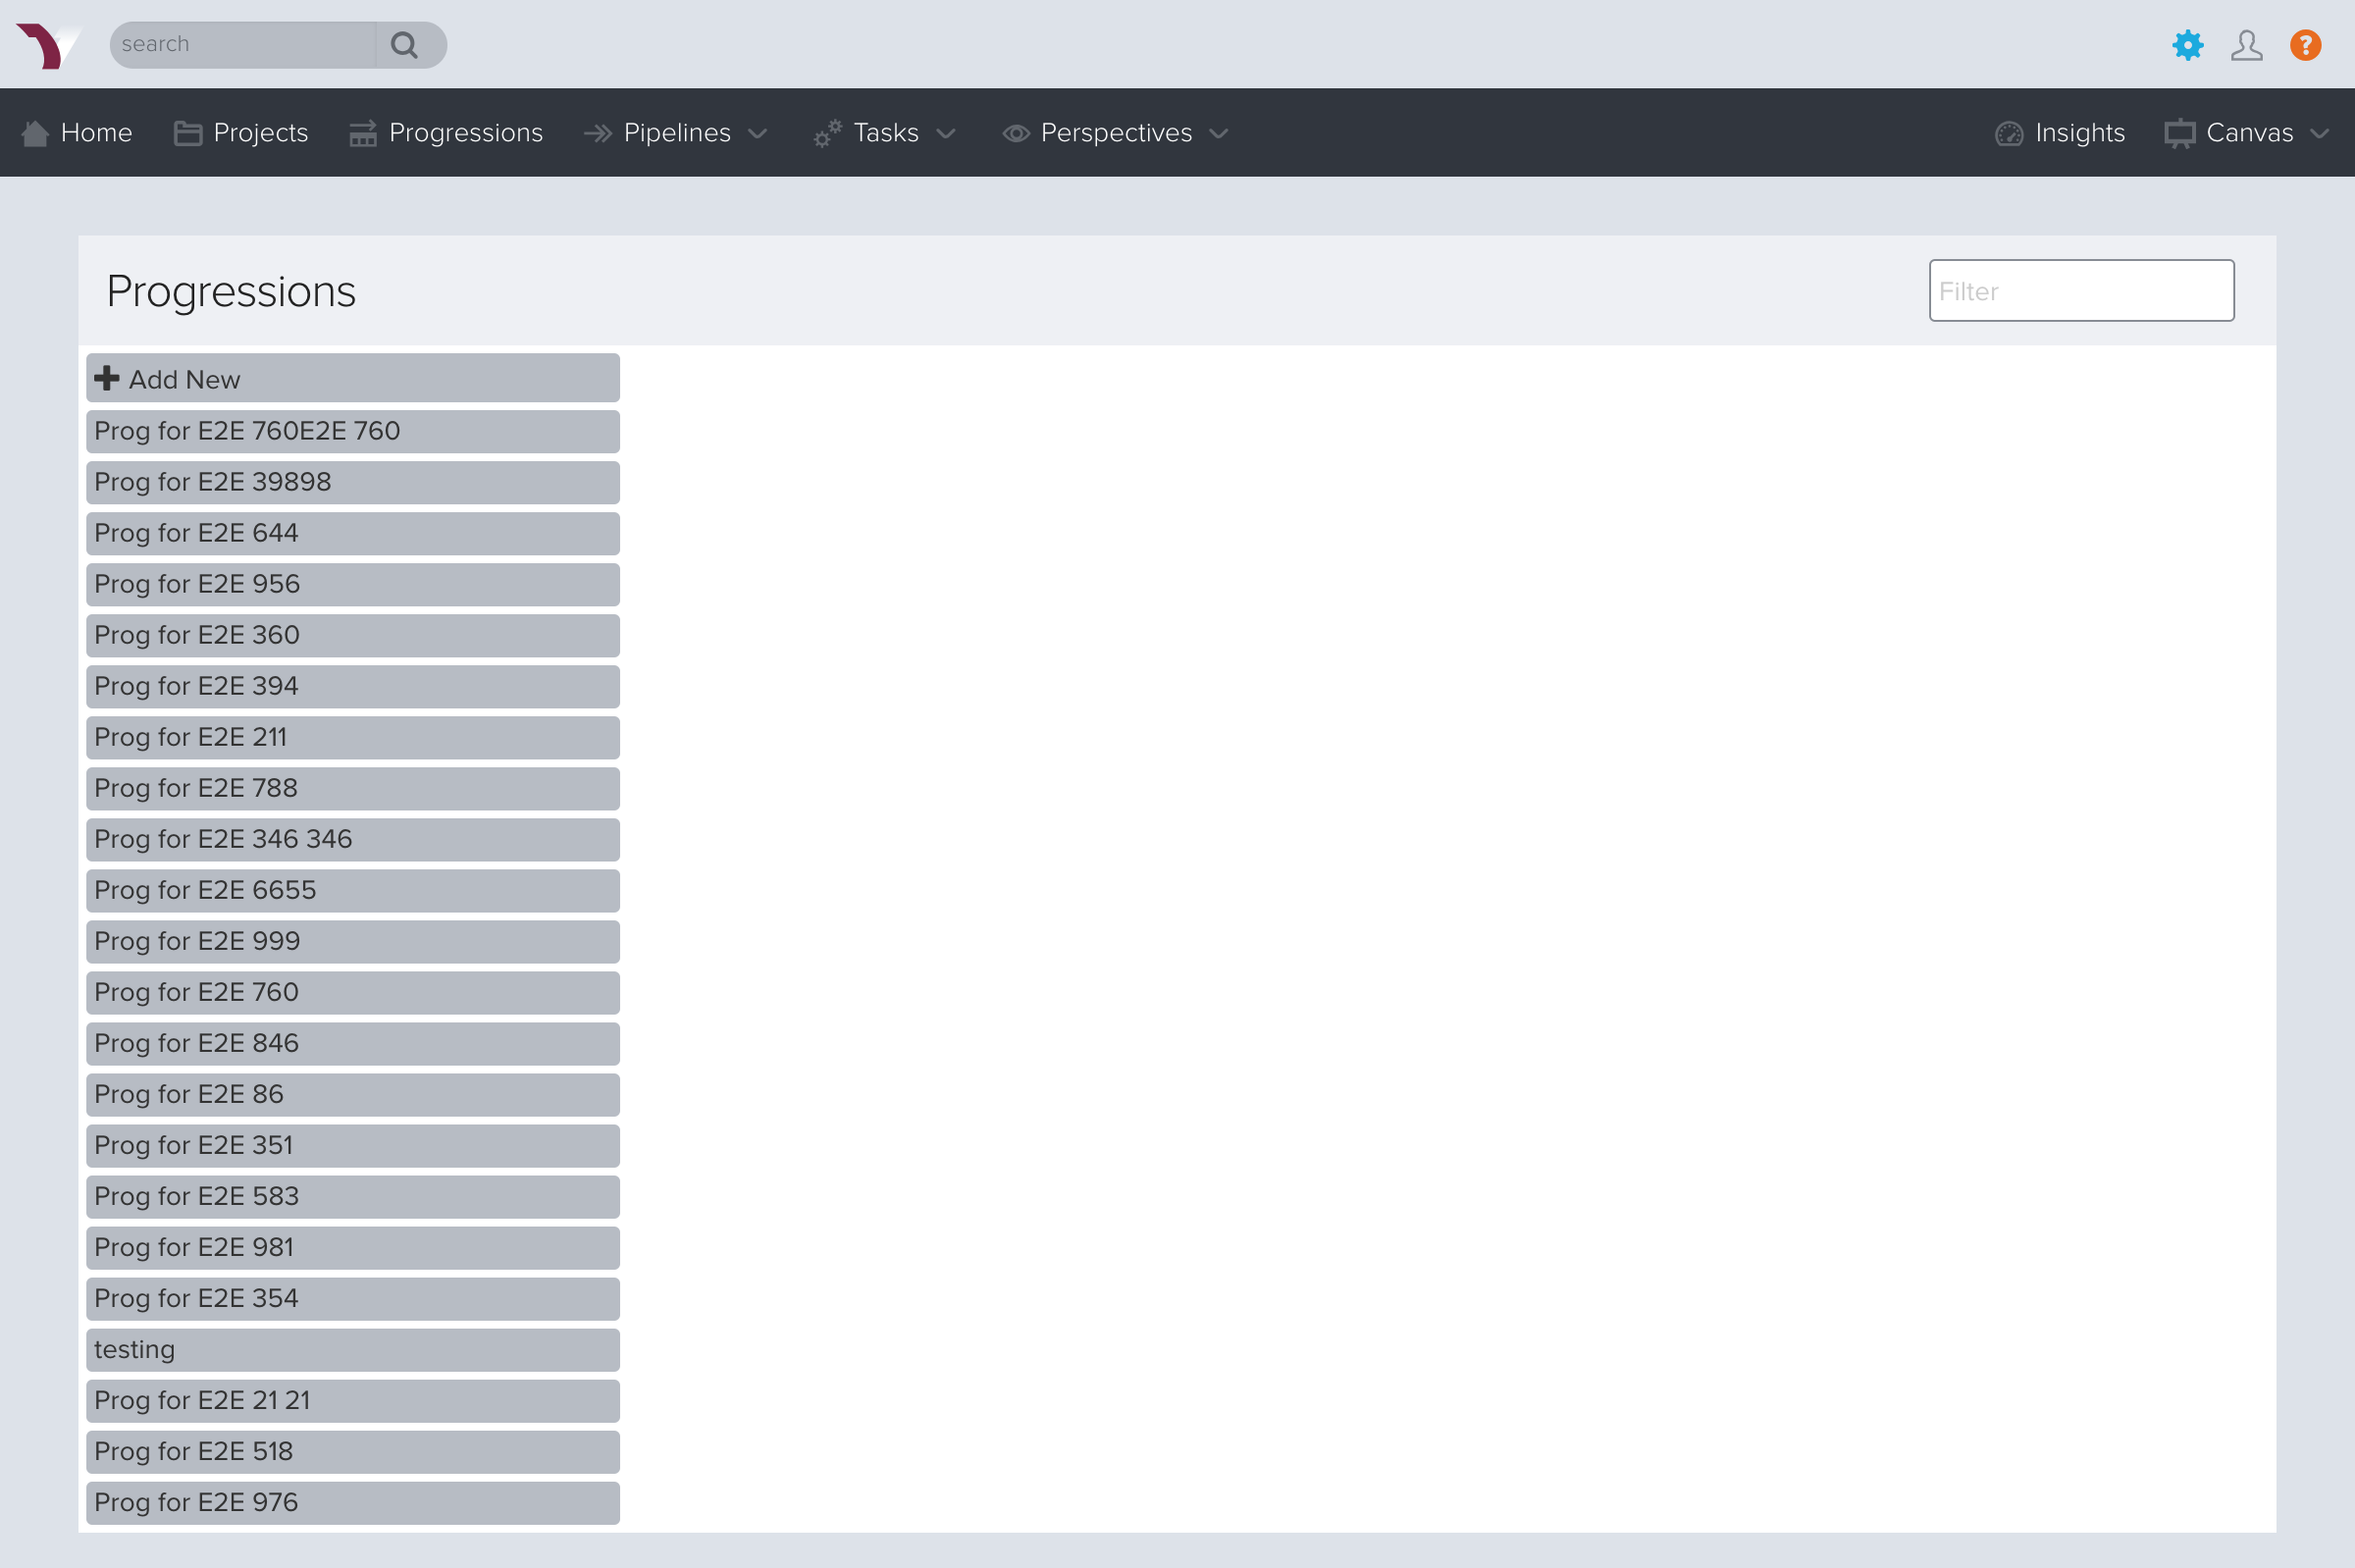 search
?
Home Projects Progressions Pipelines Tasks Perspectives Insights Canvas
Progressions
Filter
Add New
Prog for E2E 760E2E 760
Prog for E2E 39898
Prog for E2E 644
Prog for E2E 956
Prog for E2E 360
Prog for E2E 394
Prog for E2E 211
Prog for E2E 788
Prog for E2E 346 346
Prog for E2E 6655
Prog for E2E 999
Prog for E2E 760
Prog for E2E 846
Prog for E2E 86
Prog for E2E 351
Prog for E2E 583
Prog for E2E 981
Prog for E2E 354
testing
Prog for E2E 21 21
Prog for E2E 518
Prog for E2E 976